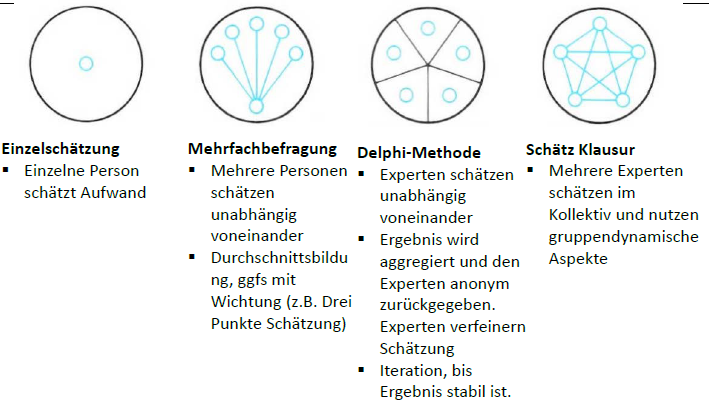 Einzelschätzung
▪ Einzelne Person
schätzt Aufwand
Mehrfachbefragung
▪ Mehrere Personen
schätzen
unabhängig
voneinander
▪ Durchschnittsbildu
ng, ggfs mit
Wichtung (z.B. Drei
Punkte Schätzung)
Delphi-Methode
▪ Experten schätzen
unabhängig
voneinander
▪ Ergebnis wird
aggregiert und den
Experten anonym
zurückgegeben.
Experten verfeinern
Schätzung
▪ Iteration, bis
Ergebnis stabil ist.
Schätz Klausur
▪ Mehrere Experten
schätzen im
Kollektiv und nutzen
gruppendynamische
Aspekte